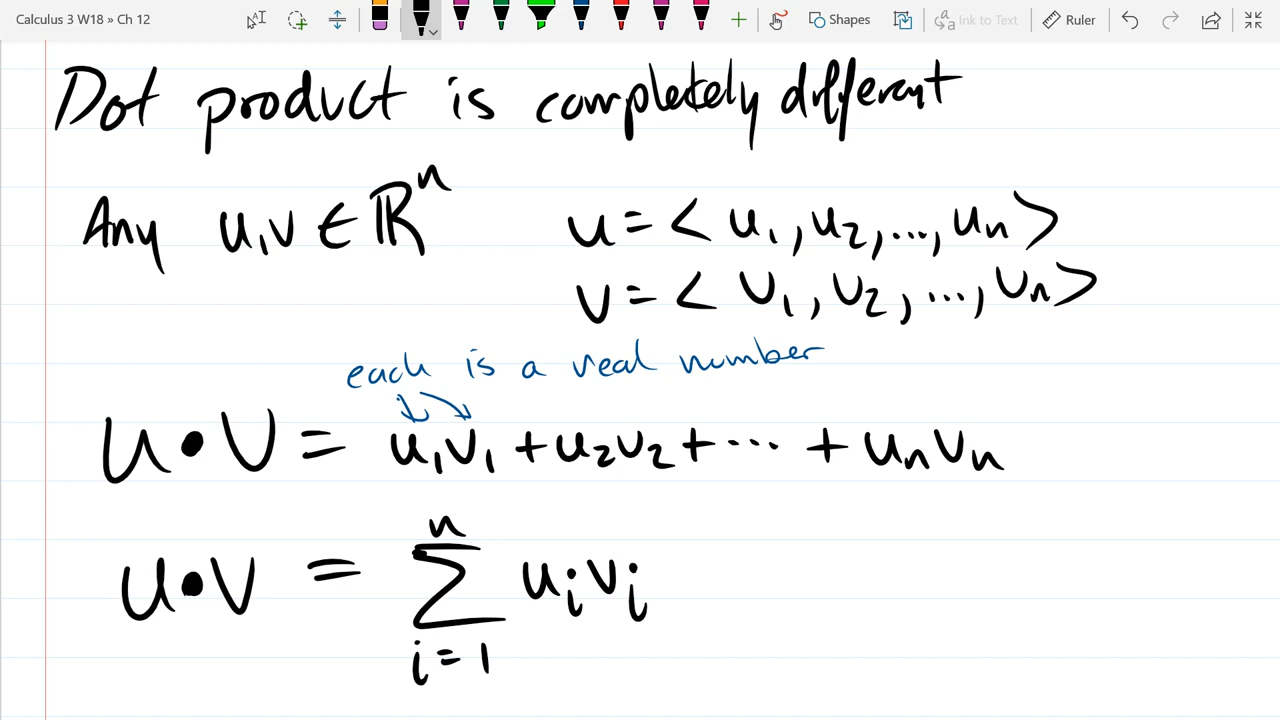 Calculus 3 W18 » Ch 12
Shapes
Ink to Text
Ruler
Dot product is completely different
Any u,v ∈ ℝⁿ
u = < u₁, u₂, ..., uₙ >
v = < v₁, v₂, ..., vₙ >
each is a real number
u • v = u₁v₁ + u₂v₂ + ⋯ + uₙvₙ
u • v = ∑ᵢ₌₁ⁿ uᵢvᵢ